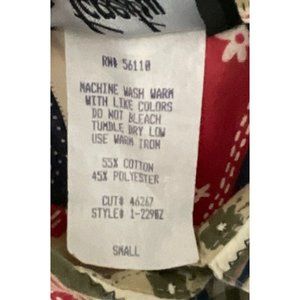 RN# 56110
MACHINE WASH WARM
WITH LIKE COLORS
DO NOT BLEACH
TUMBLE DRY LOW
USE WARM IRON
55% COTTON
45% POLYESTER
CUT# 46267
STYLE# 1-2290Z
SMALL